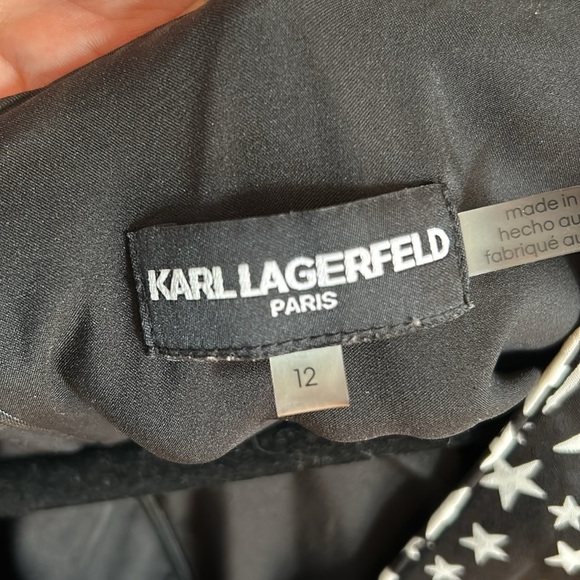 KARL LAGERFELD
PARIS
12
made in
hecho
fabriqué